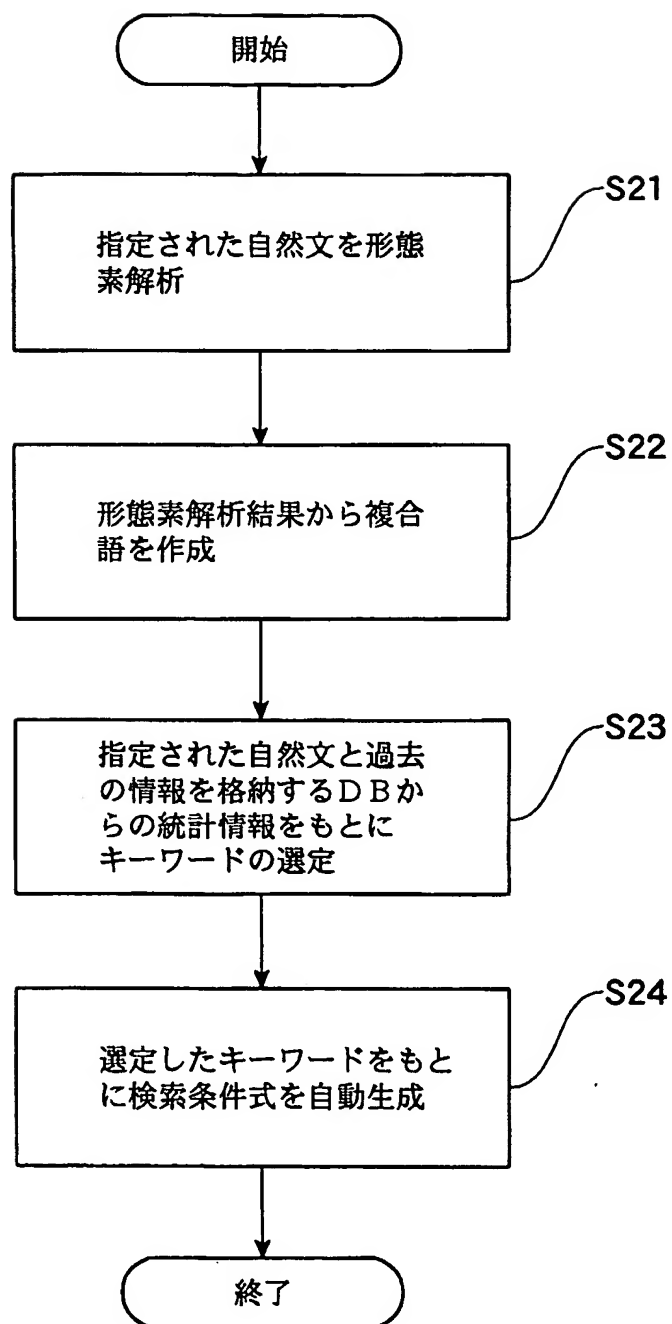 開始
S21
指定された自然文を形態
素解析
S22
形態素解析結果から複合
語を作成
S23
指定された自然文と過去
の情報を格納するＤＢか
らの統計情報をもとに
キーワードの選定
S24
選定したキーワードをもと
に検索条件式を自動生成
終了